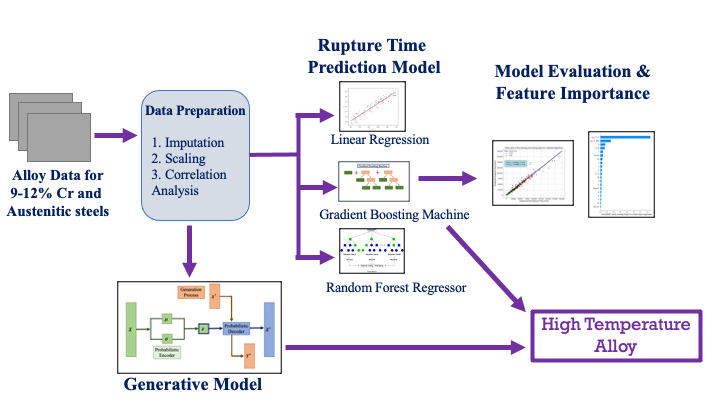 Rupture Time
Prediction Model
Model Evaluation &
Feature Importance
Data Preparation
1. Imputation
2. Scaling
3. Correlation
Analysis
Alloy Data for
9-12% Cr and
Austenitic steels
Linear Regression
Gradient Boosting Machine
Random Forest Regressor
Generation
Process
Probabilistic
Decoder
Probabilistic
Encoder
Generative Model
High Temperature
Alloy